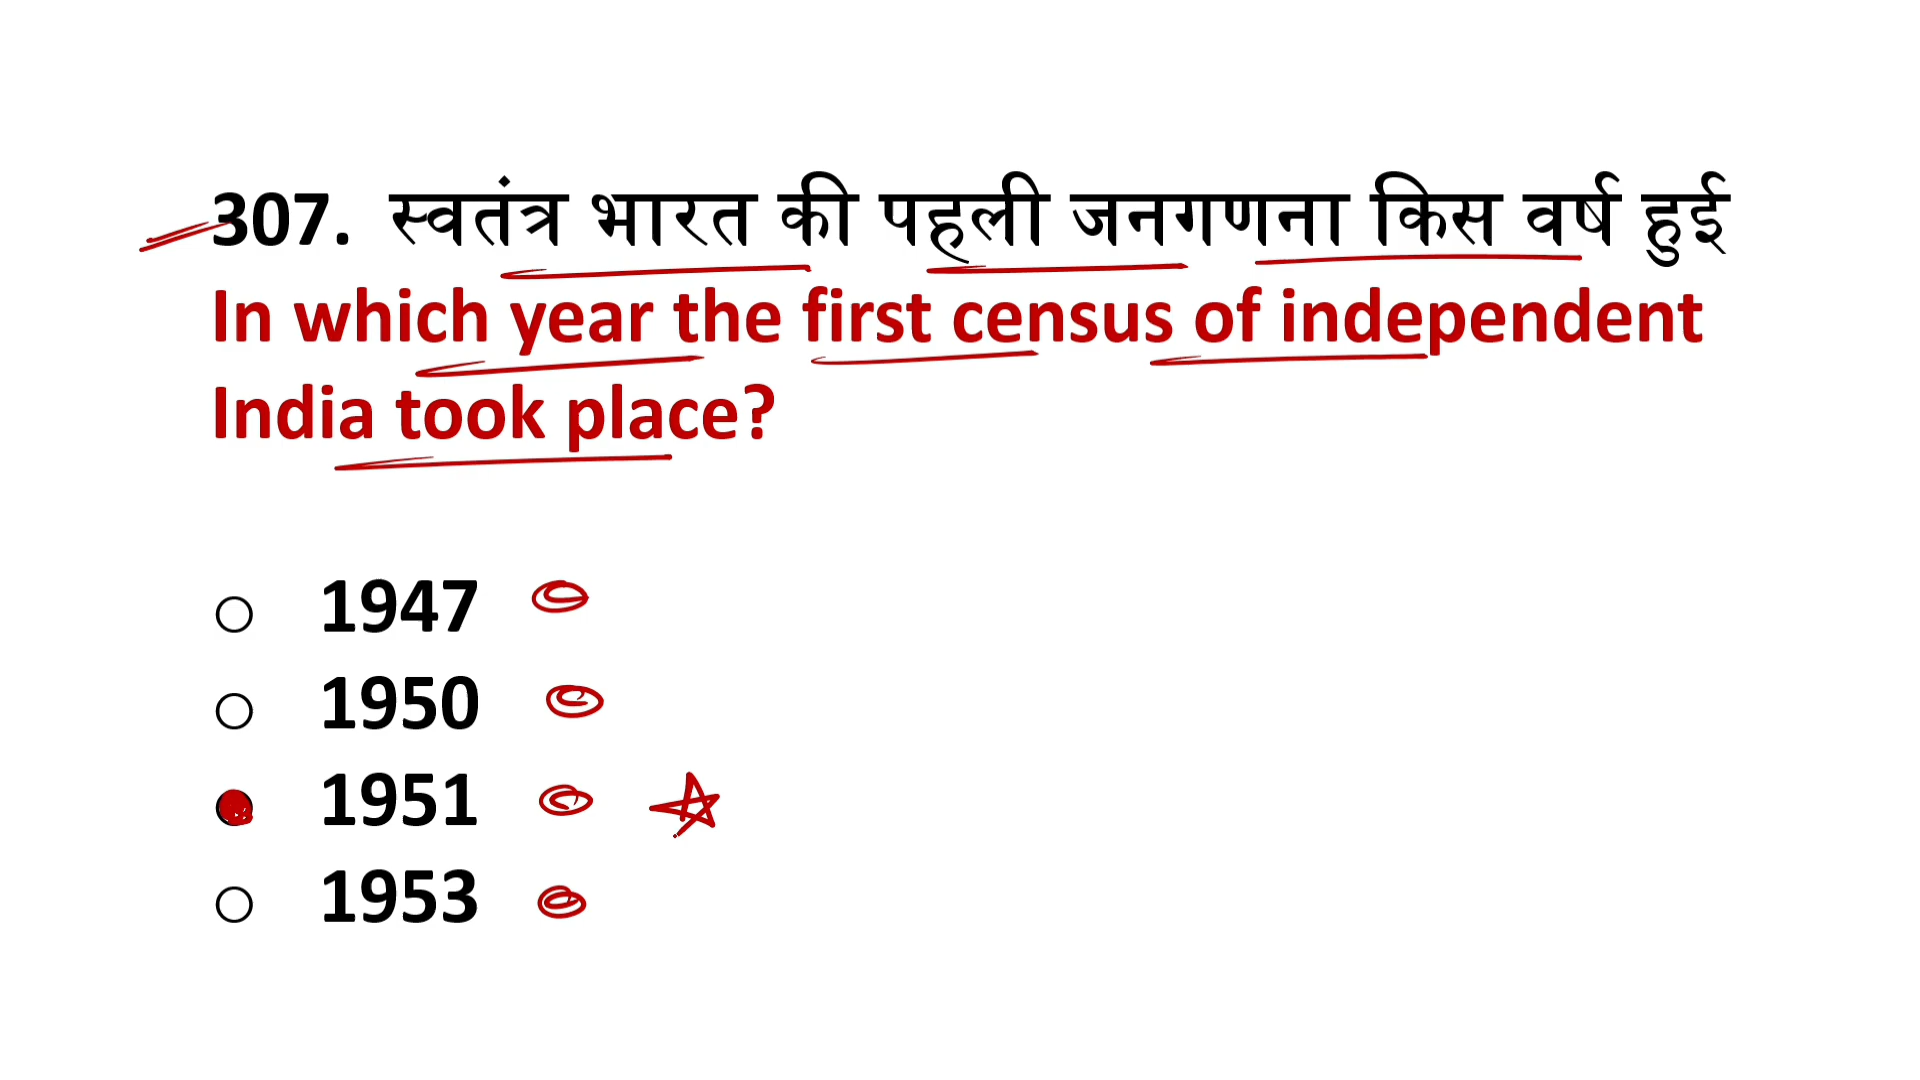 307. स्वतंत्र भारत की पहली जनगणना किस वर्ष हुई
In which year the first census of independent
India took place?
1947
1950
1951
1953